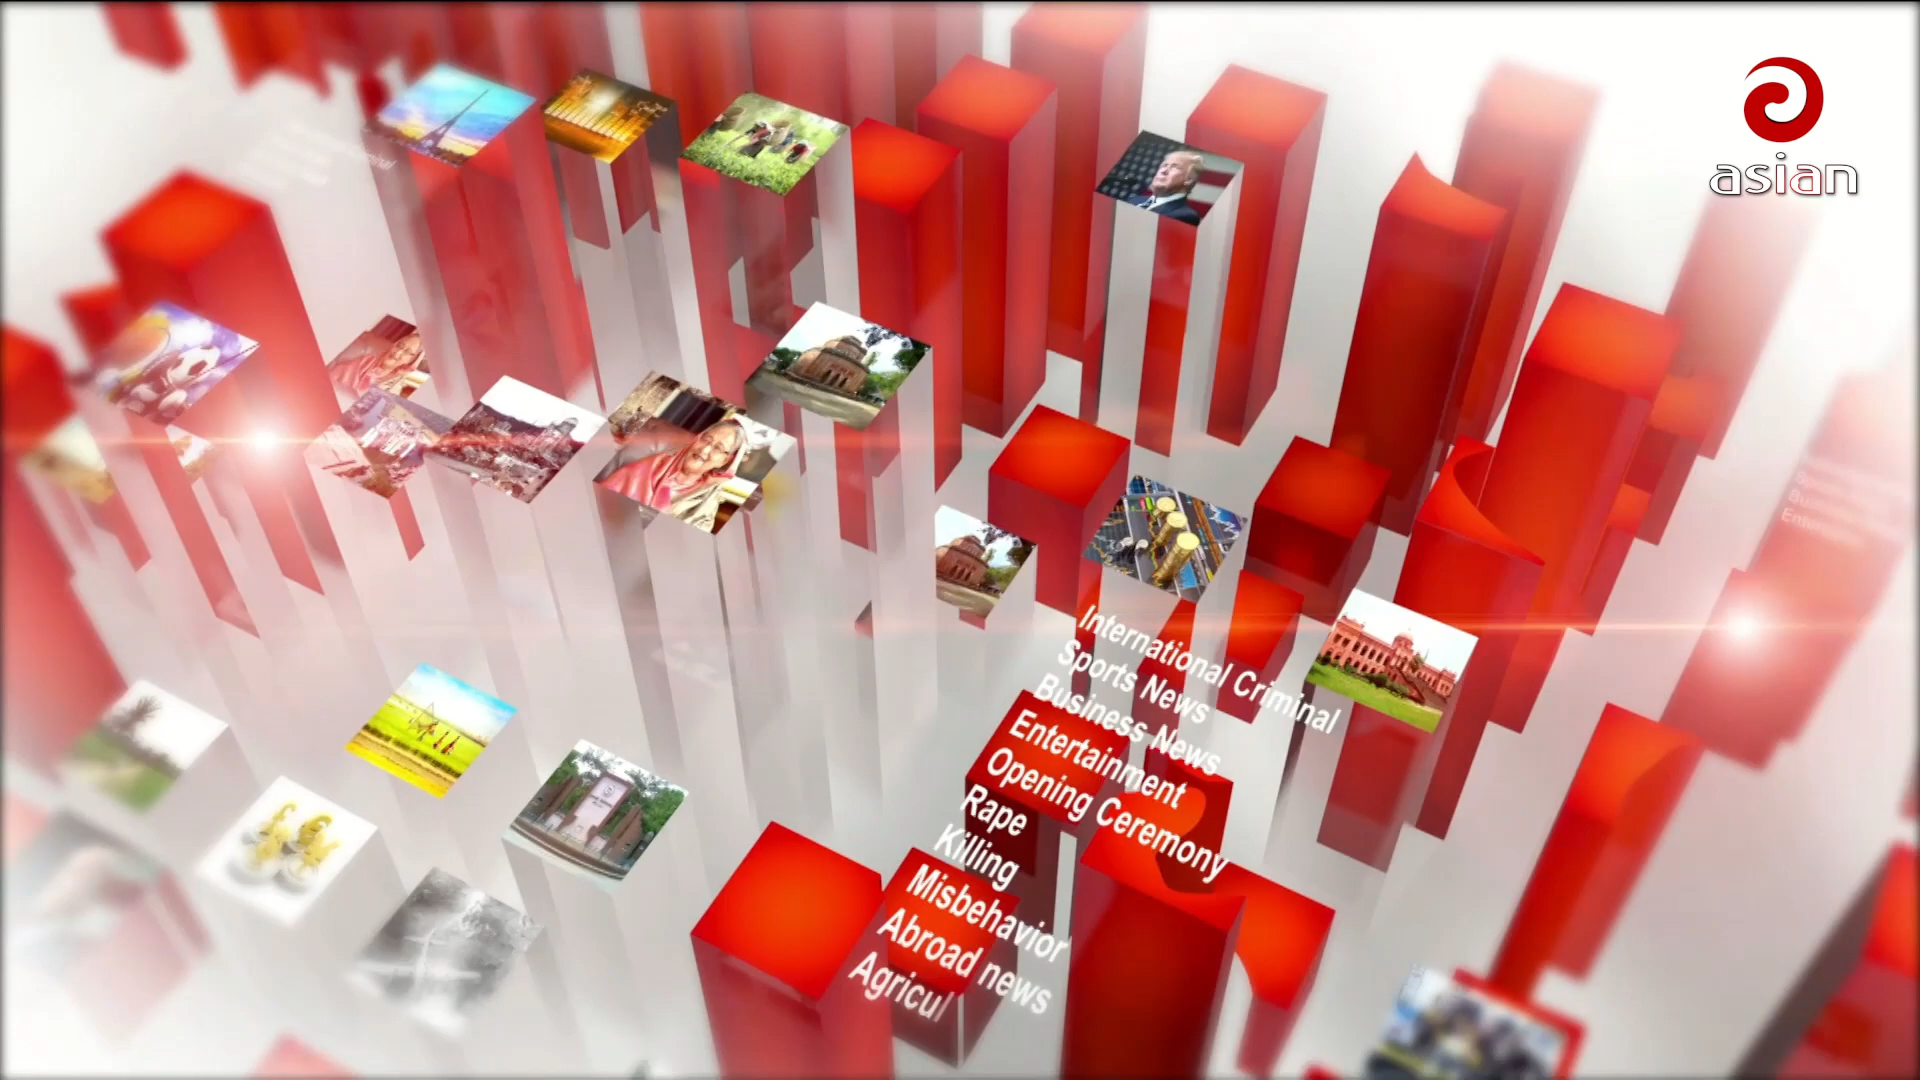 asian
International Criminal
Sports News
Business News
Entertainment
Opening Ceremony
Rape
Killing
Misbehavior
Abroad news
Agricul